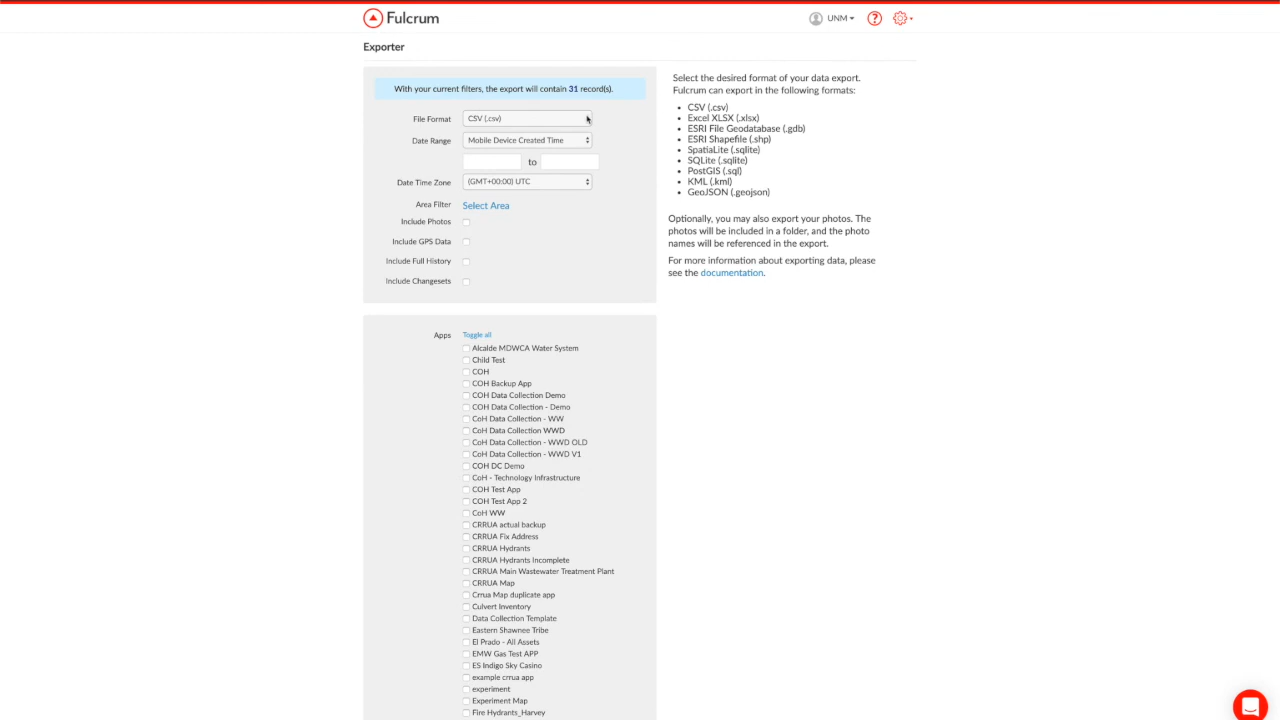 Fulcrum
UNM
Exporter
With your current filters, the export will contain 31 record(s).
File Format CSV (.csv)
Date Range Mobile Device Created Time
to
Date Time Zone (GMT+00:00) UTC
Area Filter Select Area
Include Photos
Include GPS Data
Include Full History
Include Changesets
Select the desired format of your data export.
Fulcrum can export in the following formats:
• CSV (.csv)
• Excel XLSX (.xlsx)
• ESRI File Geodatabase (.gdb)
• ESRI Shapefile (.shp)
• SpatiaLite (.sqlite)
• SQLite (.sqlite)
• PostGIS (.sql)
• KML (.kml)
• GeoJSON (.geojson)
Optionally, you may also export your photos. The
photos will be included in a folder, and the photo
names will be referenced in the export.
For more information about exporting data, please
see the documentation.
Apps Toggle all
Alcalde MDWCA Water System
Child Test
COH
COH Backup App
COH Data Collection Demo
COH Data Collection - Demo
CoH Data Collection - WW
CoH Data Collection WWD
CoH Data Collection - WWD OLD
CoH Data Collection - WWD V1
COH DC Demo
CoH - Technology Infrastructure
COH Test App
COH Test App 2
CoH WW
CRRUA actual backup
CRRUA Fix Address
CRRUA Hydrants
CRRUA Hydrants Incomplete
CRRUA Main Wastewater Treatment Plant
CRRUA Map
Crrua Map duplicate app
Culvert Inventory
Data Collection Template
Eastern Shawnee Tribe
El Prado - All Assets
EMW Gas Test APP
ES Indigo Sky Casino
example crrua app
experiment
Experiment Map
Fire Hydrants_Harvey